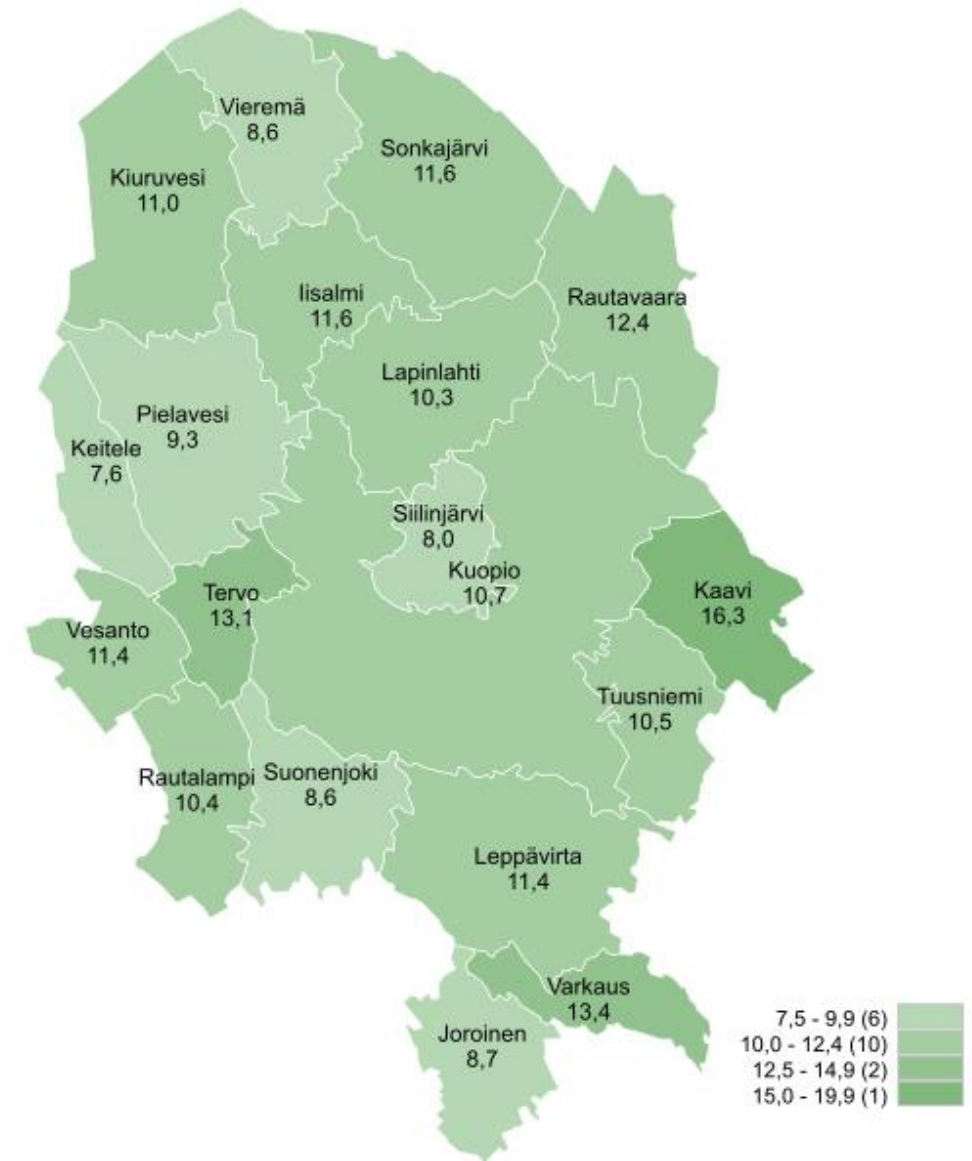 Vieremä
8,6
Sonkajärvi
11,6
Kiuruvesi
11,0
Iisalmi
11,6
Rautavaara
12,4
Lapinlahti
10,3
Pielavesi
9,3
Keitele
7,6
Siilinjärvi
8,0
Kuopio
10,7
Kaavi
16,3
Tervo
13,1
Vesanto
11,4
Tuusniemi
10,5
Rautalampi
10,4
Suonenjoki
8,6
Leppävirta
11,4
Varkaus
13,4
Joroinen
8,7
7,5 - 9,9 (6)
10,0 - 12,4 (10)
12,5 - 14,9 (2)
15,0 - 19,9 (1)